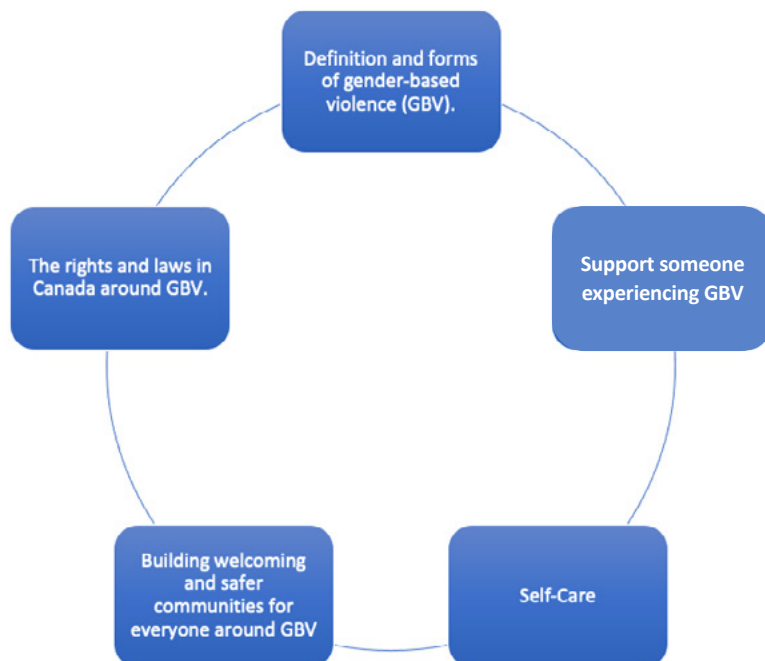 Definition and forms
of gender-based
violence (GBV).
Support someone
experiencing GBV
Self-Care
Building welcoming
and safer
communities for
everyone around GBV
The rights and laws in
Canada around GBV.